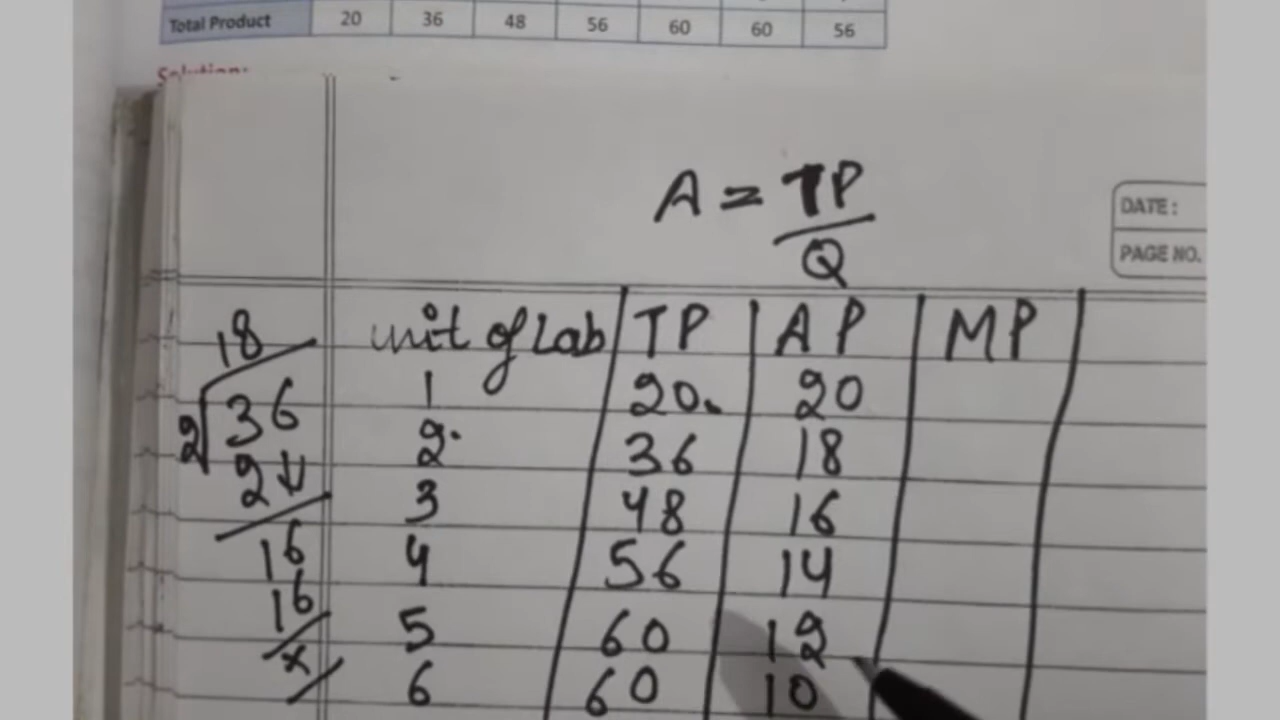 Total Product 20 36 48 56 60 60 56
Solution:
A = TP
Q
DATE:
PAGE NO.
unit of Lab TP AP MP
1 20. 20
2. 36 18
3 48 16
4 56 14
5 60 12
6 60 10
18
2 36
2
16
16
x